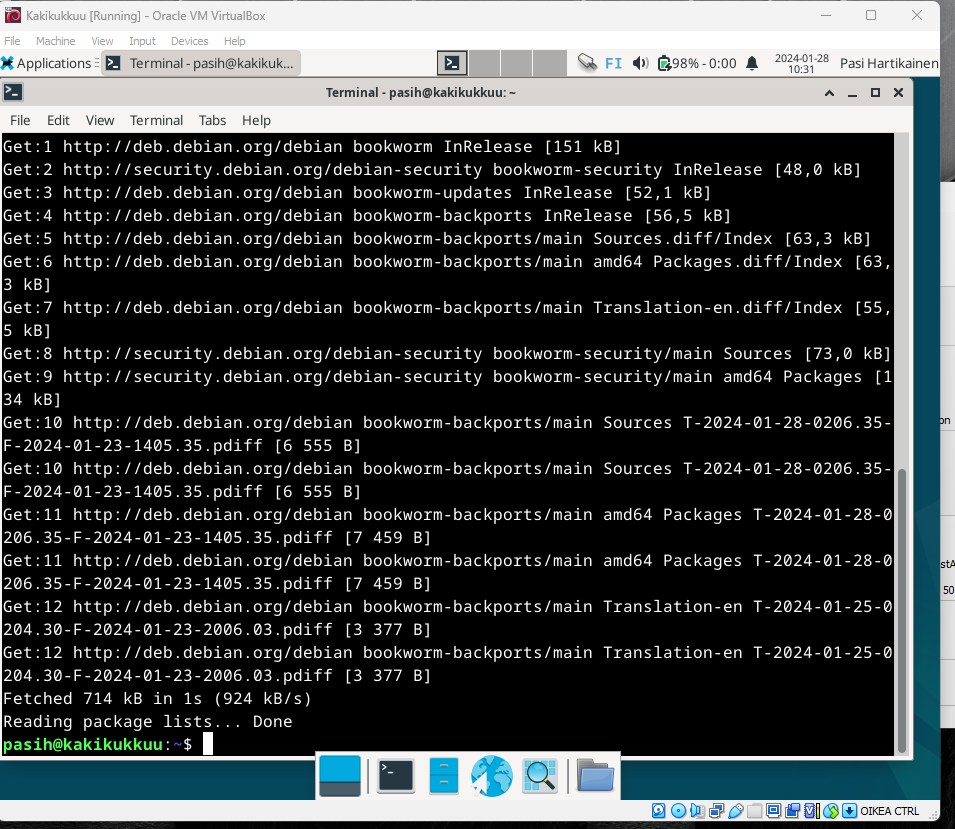 Kakikukkuu [Running] - Oracle VM VirtualBox
File Machine View Input Devices Help
Applications Terminal - pasih@kakikuk... FI 98% - 0:00 2024-01-28 10:31 Pasi Hartikainen
Terminal - pasih@kakikukkuu: ~
File Edit View Terminal Tabs Help
Get:1 http://deb.debian.org/debian bookworm InRelease [151 kB]
Get:2 http://security.debian.org/debian-security bookworm-security InRelease [48,0 kB]
Get:3 http://deb.debian.org/debian bookworm-updates InRelease [52,1 kB]
Get:4 http://deb.debian.org/debian bookworm-backports InRelease [56,5 kB]
Get:5 http://deb.debian.org/debian bookworm-backports/main Sources.diff/Index [63,3 kB]
Get:6 http://deb.debian.org/debian bookworm-backports/main amd64 Packages.diff/Index [63,
3 kB]
Get:7 http://deb.debian.org/debian bookworm-backports/main Translation-en.diff/Index [55,
5 kB]
Get:8 http://security.debian.org/debian-security bookworm-security/main Sources [73,0 kB]
Get:9 http://security.debian.org/debian-security bookworm-security/main amd64 Packages [1
34 kB]
Get:10 http://deb.debian.org/debian bookworm-backports/main Sources T-2024-01-28-0206.35-
F-2024-01-23-1405.35.pdiff [6 555 B]
Get:10 http://deb.debian.org/debian bookworm-backports/main Sources T-2024-01-28-0206.35-
F-2024-01-23-1405.35.pdiff [6 555 B]
Get:11 http://deb.debian.org/debian bookworm-backports/main amd64 Packages T-2024-01-28-0
206.35-F-2024-01-23-1405.35.pdiff [7 459 B]
Get:11 http://deb.debian.org/debian bookworm-backports/main amd64 Packages T-2024-01-28-0
206.35-F-2024-01-23-1405.35.pdiff [7 459 B]
Get:12 http://deb.debian.org/debian bookworm-backports/main Translation-en T-2024-01-25-0
204.30-F-2024-01-23-2006.03.pdiff [3 377 B]
Get:12 http://deb.debian.org/debian bookworm-backports/main Translation-en T-2024-01-25-0
204.30-F-2024-01-23-2006.03.pdiff [3 377 B]
Fetched 714 kB in 1s (924 kB/s)
Reading package lists... Done
pasih@kakikukkuu:~$
on
stA
50
OIKEA CTRL